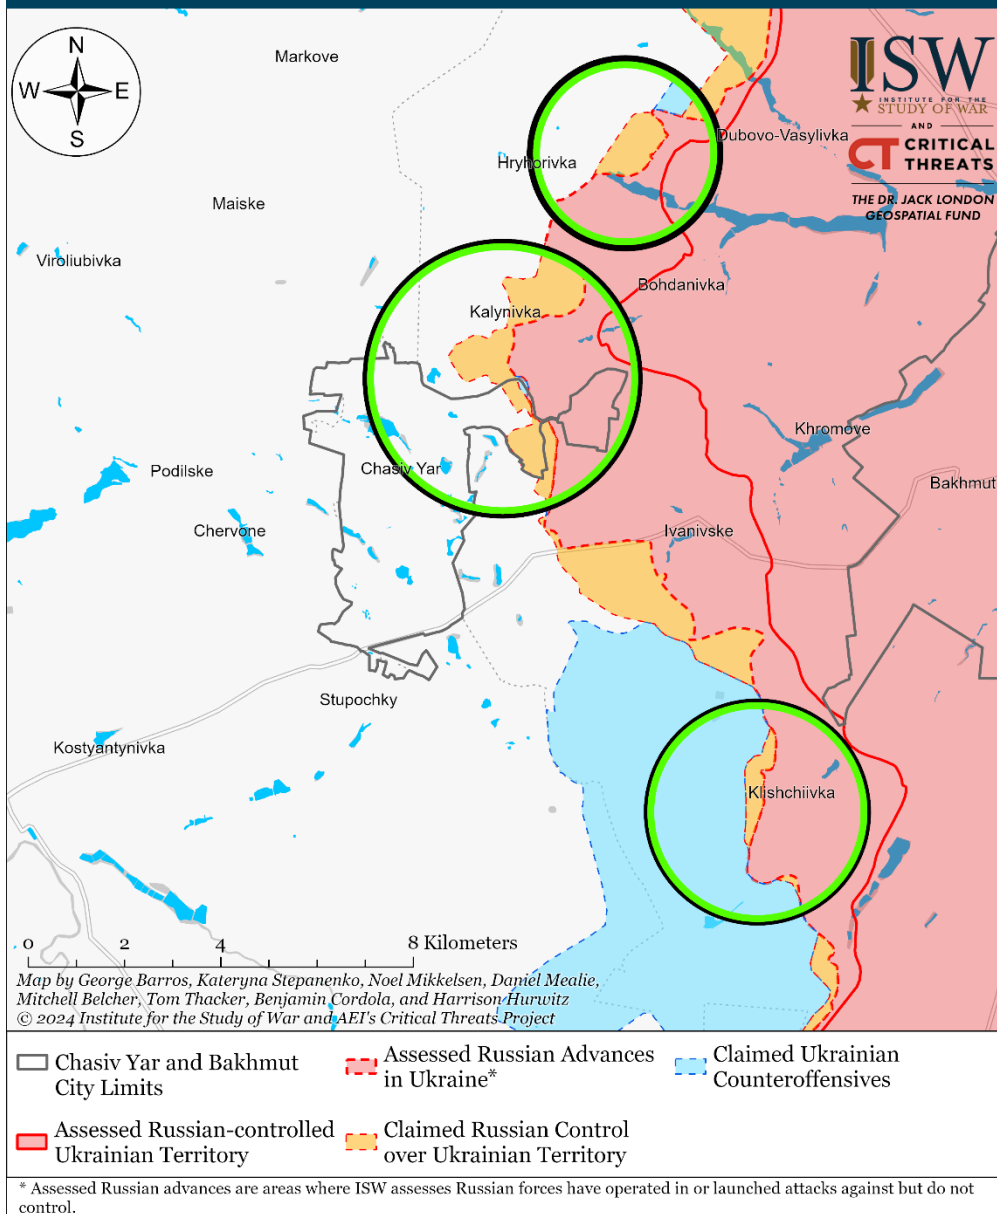 N
W
E
S
Markove
ISW
INSTITUTE FOR THE
STUDY OF WAR
AND
CT CRITICAL
THREATS
THE DR. JACK LONDON
GEOSPATIAL FUND
Dubovo-Vasylivka
Hryhorivka
Maiske
Viroliubivka
Bohdanivka
Kalynivka
Khromove
Chasiv Yar
Podilske
Bakhmut
Chervone
Ivanivske
Stupochky
Kostyantynivka
Klishchiivka
0 2 4 8 Kilometers
Map by George Barros, Kateryna Stepanenko, Noel Mikkelsen, Daniel Mealie,
Mitchell Belcher, Tom Thacker, Benjamin Cordola, and Harrison Hurwitz
© 2024 Institute for the Study of War and AEI's Critical Threats Project
Chasiv Yar and Bakhmut
City Limits
Assessed Russian Advances
in Ukraine*
Claimed Ukrainian
Counteroffensives
Assessed Russian-controlled
Ukrainian Territory
Claimed Russian Control
over Ukrainian Territory
* Assessed Russian advances are areas where ISW assesses Russian forces have operated in or launched attacks against but do not
control.